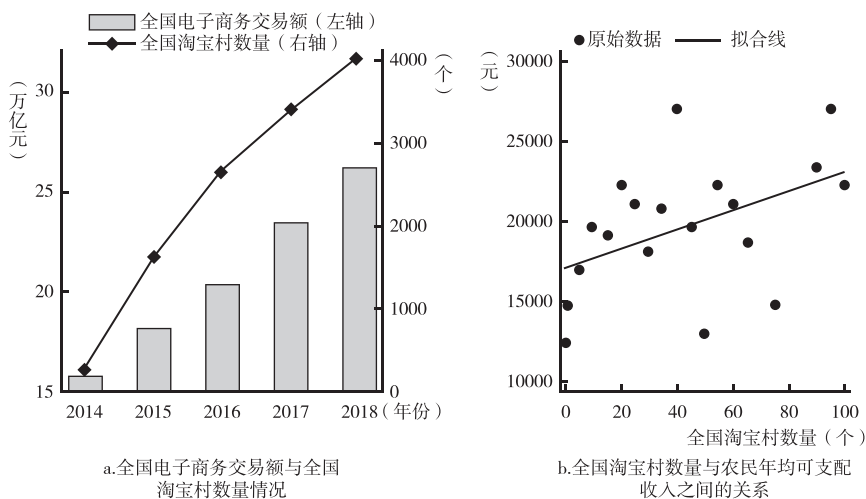 全国电子商务交易额（左轴）
全国淘宝村数量（右轴）
（万亿元）
30
25
20
15
（个）
4000
3000
2000
1000
0
2014 2015 2016 2017 2018（年份）
a.全国电子商务交易额与全国
淘宝村数量情况
（元）
原始数据 拟合线
30000
25000
20000
15000
10000
0 20 40 60 80 100
全国淘宝村数量（个）
b.全国淘宝村数量与农民年均可支配
收入之间的关系